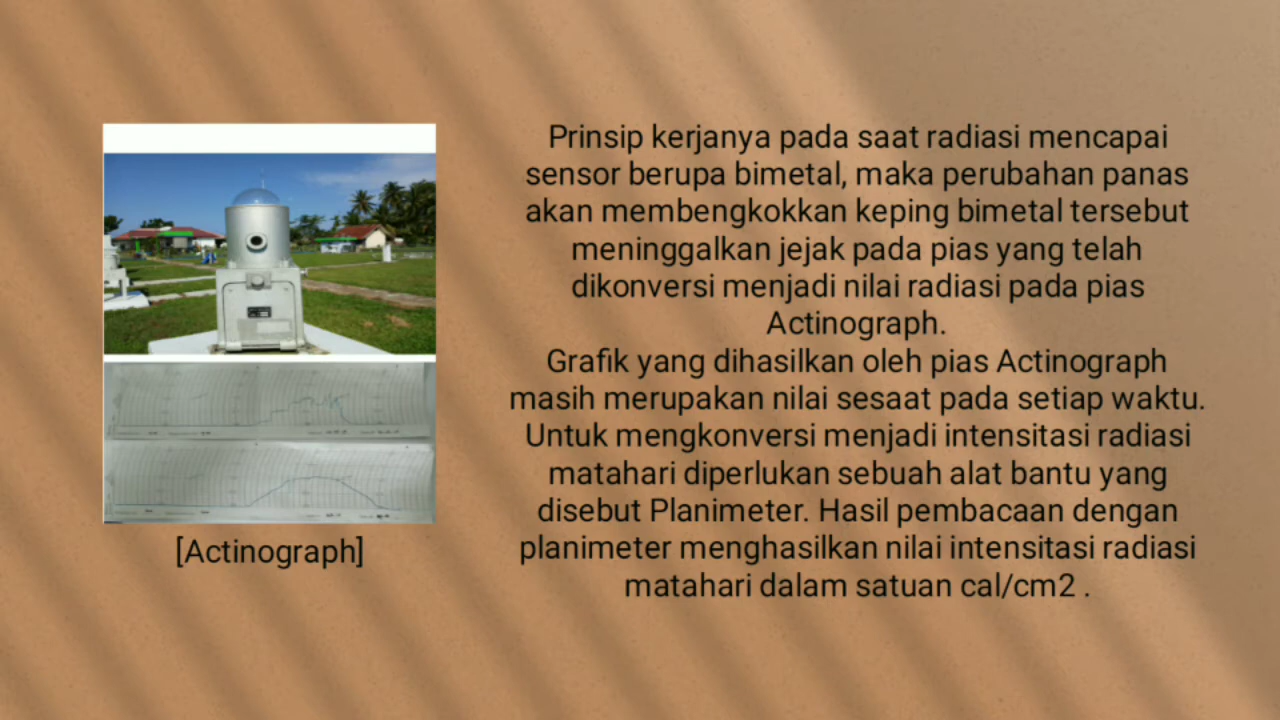 Prinsip kerjanya pada saat radiasi mencapai
sensor berupa bimetal, maka perubahan panas
akan membengkokkan keping bimetal tersebut
meninggalkan jejak pada pias yang telah
dikonversi menjadi nilai radiasi pada pias
Actinograph.
Grafik yang dihasilkan oleh pias Actinograph
masih merupakan nilai sesaat pada setiap waktu.
Untuk mengkonversi menjadi intensitasi radiasi
matahari diperlukan sebuah alat bantu yang
disebut Planimeter. Hasil pembacaan dengan
planimeter menghasilkan nilai intensitasi radiasi
matahari dalam satuan cal/cm2 .
[Actinograph]